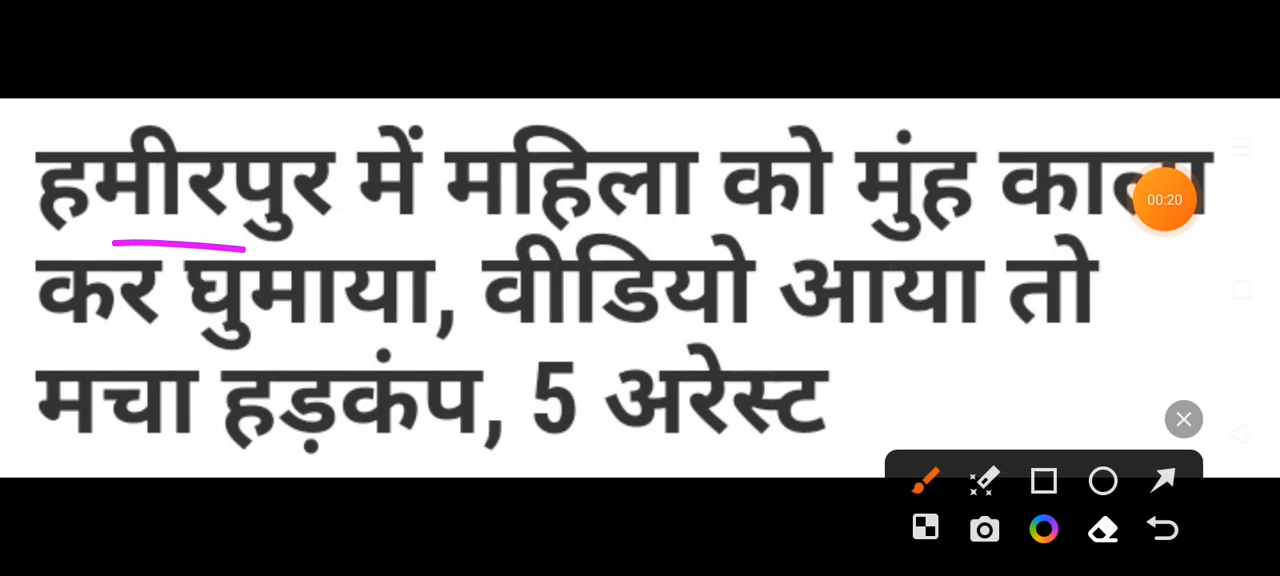 हमीरपुर में महिला को मुंह काला
कर घुमाया, वीडियो आया तो
मचा हड़कंप, 5 अरेस्ट
00:20